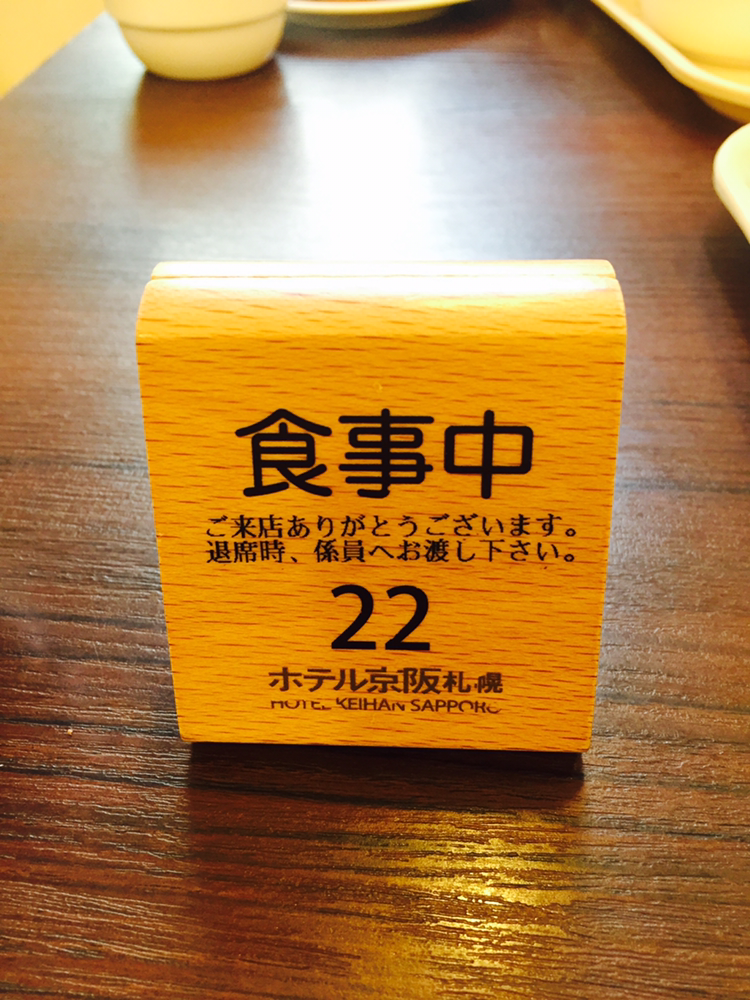 食事中
ご来店ありがとうございます。
退席時、係員へお渡し下さい。
22
ホテル京阪札幌
HOTEL KEIHAN SAPPORO